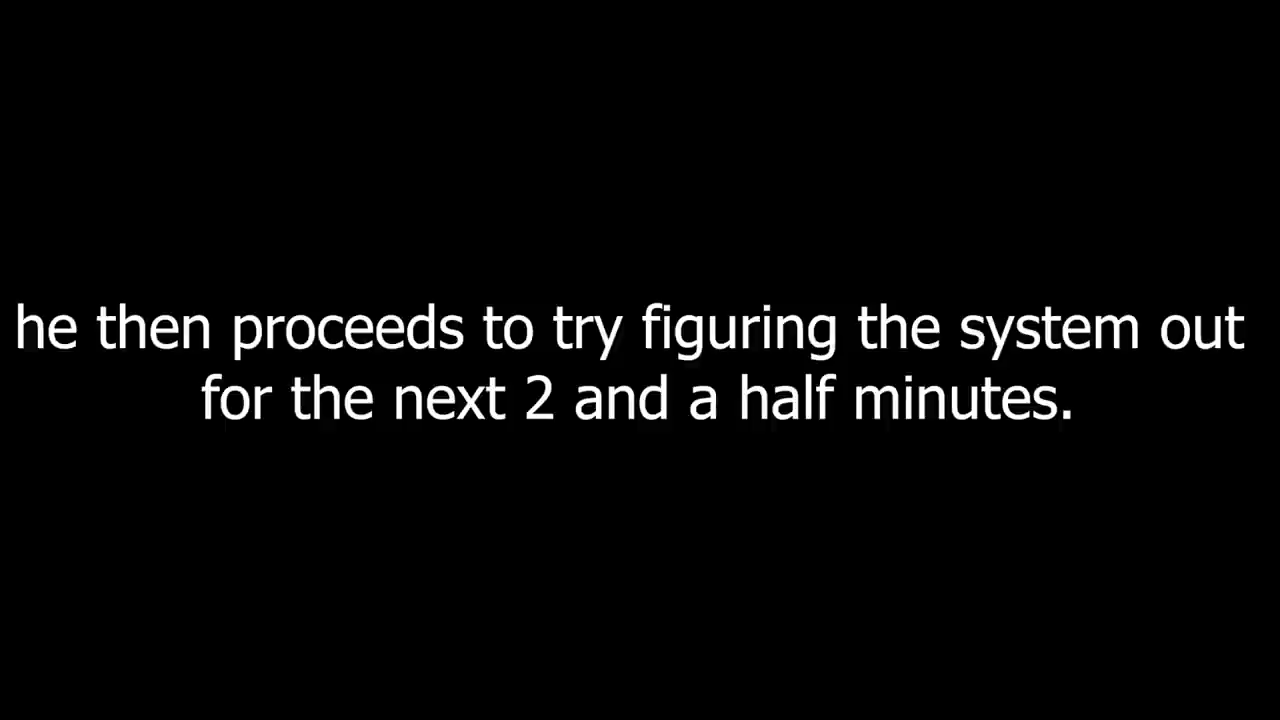 he then proceeds to try figuring the system out
for the next 2 and a half minutes.